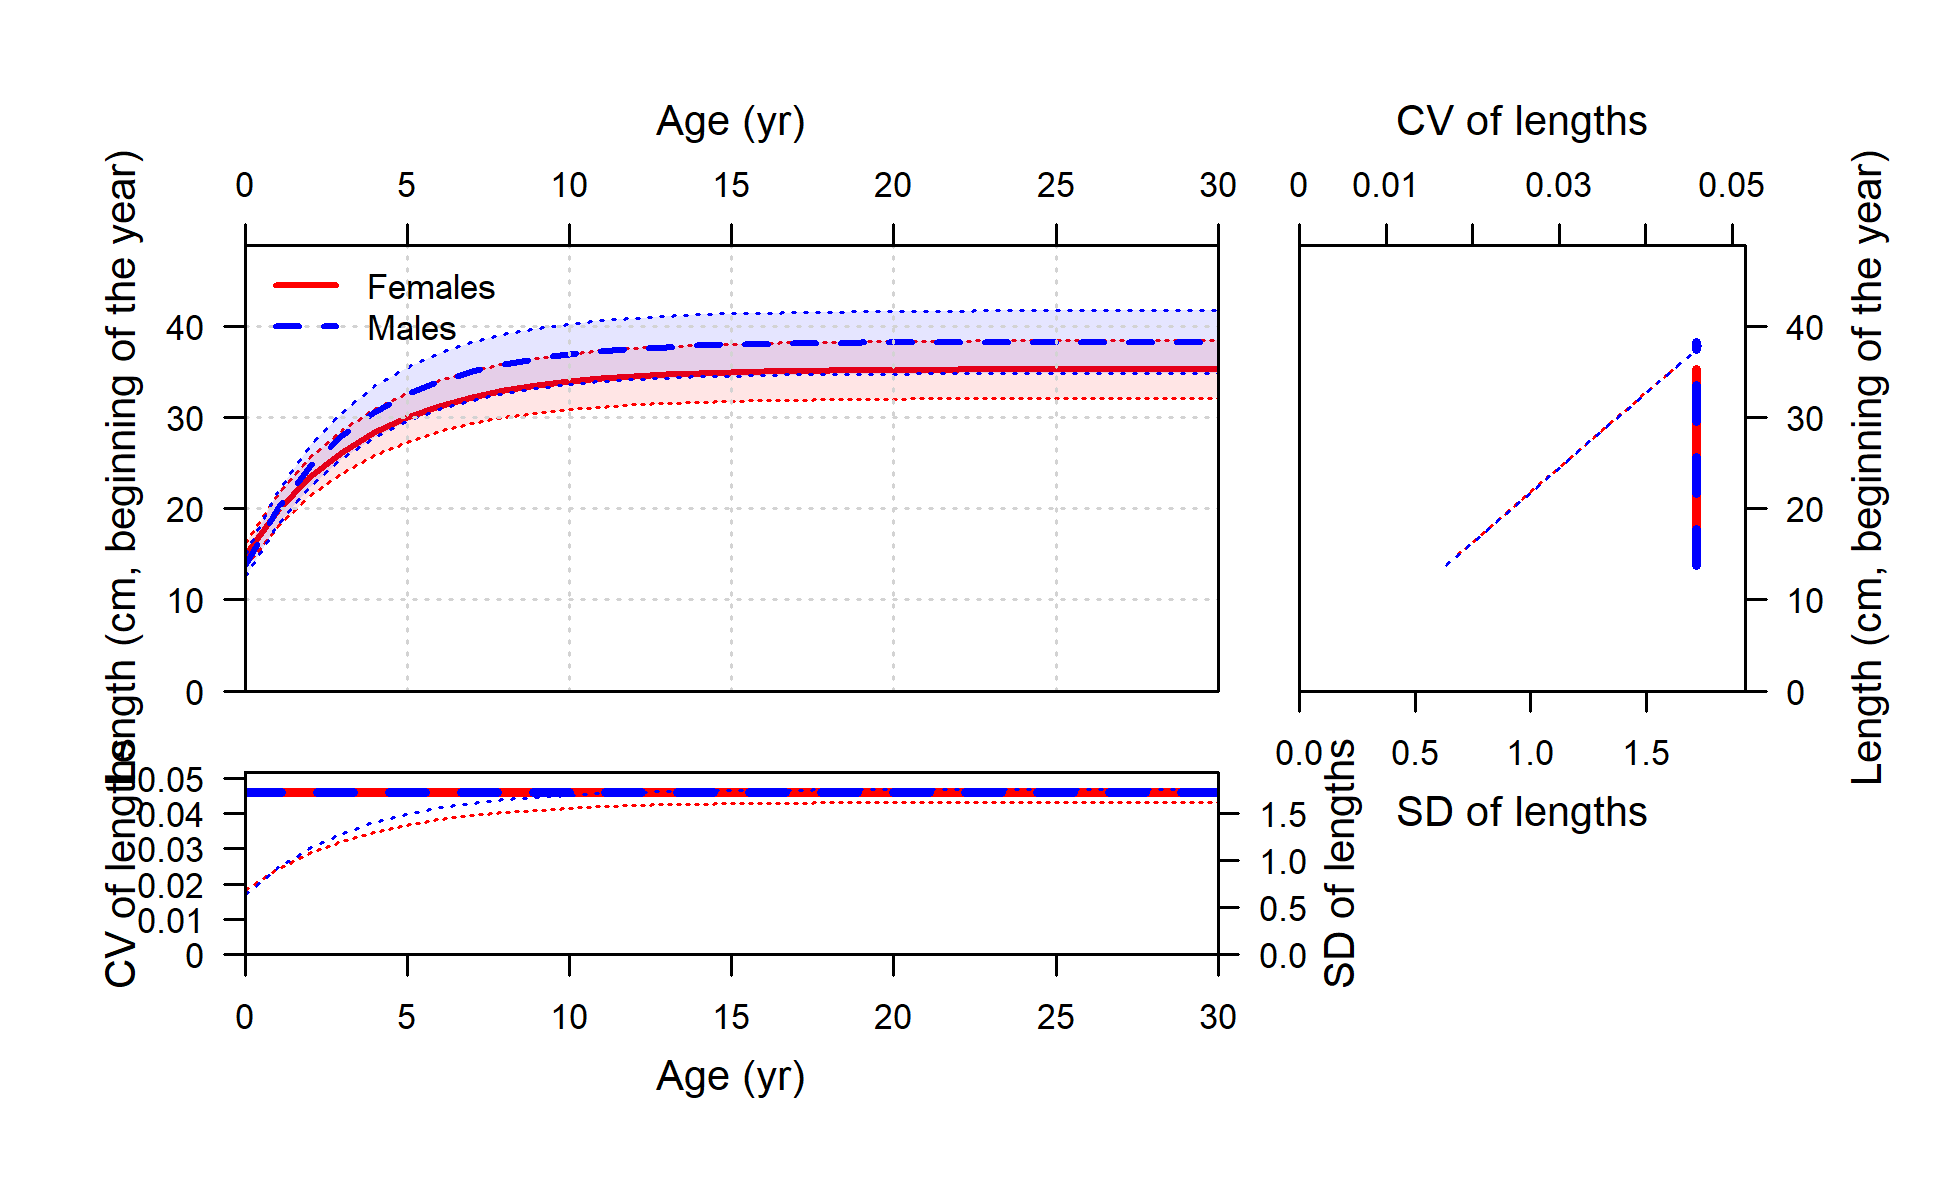 Age (yr)
CV of lengths
0 5 10 15 20 25 30
0 0.01 0.03 0.05
Length (cm, beginning of the year)
40
30
20
10
0
Females
Males
40
30
20
10
0
Length (cm, beginning of the year)
0.0 0.5 1.0 1.5
SD of lengths
CV of lengths
0.05
0.04
0.03
0.02
0.01
0
1.5
1.0
0.5
0.0
SD of lengths
0 5 10 15 20 25 30
Age (yr)